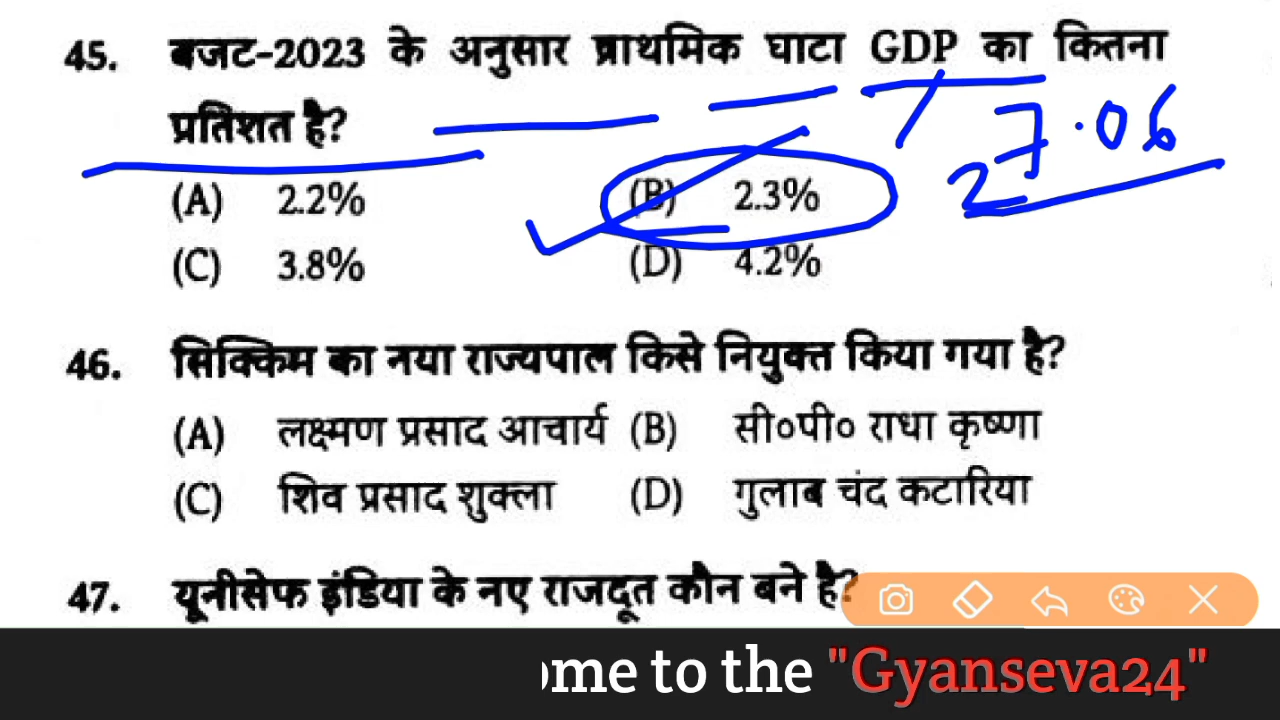 45. बजट-2023 के अनुसार प्राथमिक घाटा GDP का कितना
प्रतिशत है?
7.06
2
(A) 2.2% (B) 2.3%
(C) 3.8% (D) 4.2%
46. सिक्किम का नया राज्यपाल किसे नियुक्त किया गया है?
(A) लक्ष्मण प्रसाद आचार्य (B) सी०पी० राधा कृष्णा
(C) शिव प्रसाद शुक्ला (D) गुलाब चंद कटारिया
47. यूनीसेफ इंडिया के नए राजदूत कौन बने है?
ome to the "Gyanseva24"